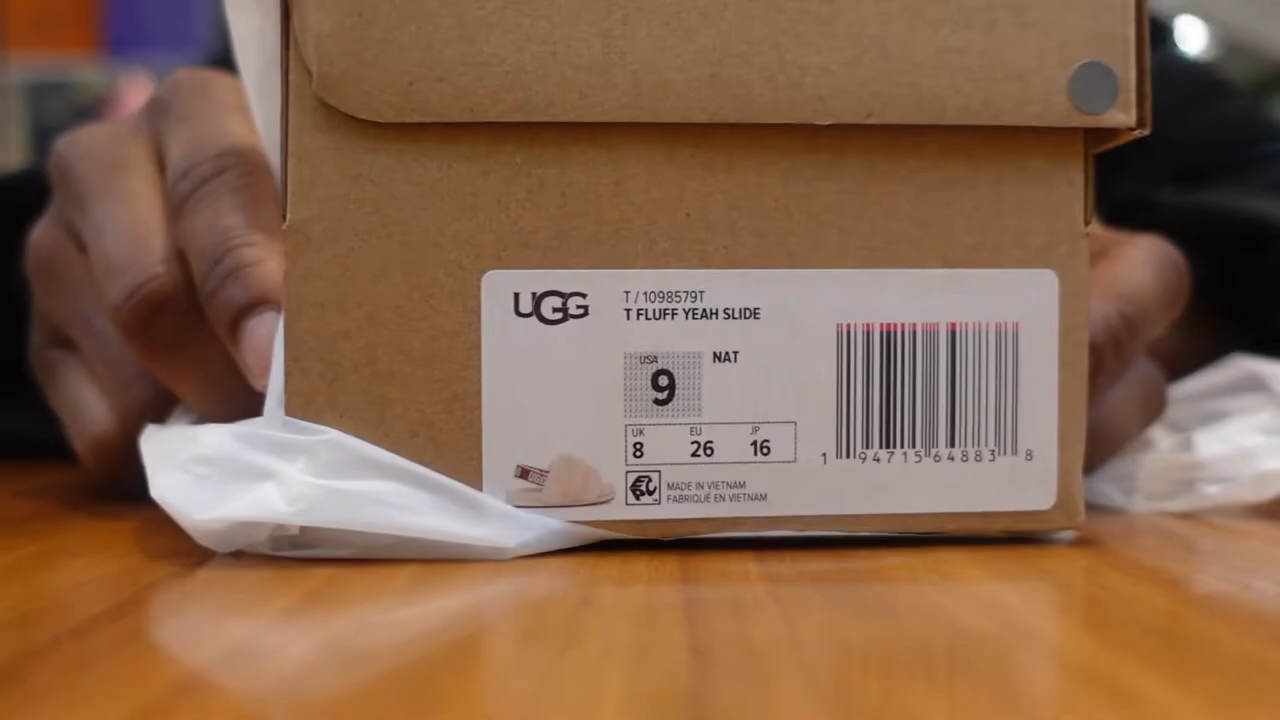 UGG
T / 1098579T
T FLUFF YEAH SLIDE
USA
9
NAT
UK EU JP
8 26 16
MADE IN VIETNAM
FABRIQUÉ EN VIETNAM
1 94715 64883 8